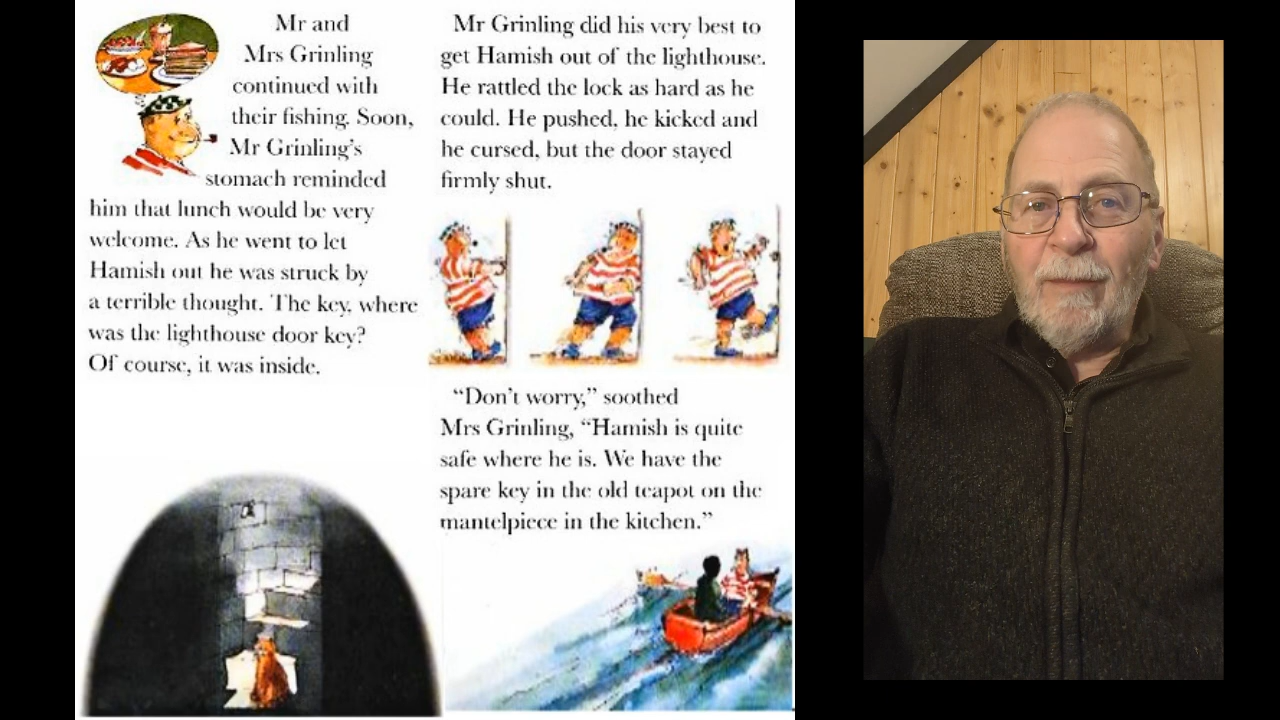 Mr and
Mrs Grinling
continued with
their fishing. Soon,
Mr Grinling's
stomach reminded
him that lunch would be very
welcome. As he went to let
Hamish out he was struck by
a terrible thought. The key, where
was the lighthouse door key?
Of course, it was inside.
Mr Grinling did his very best to
get Hamish out of the lighthouse.
He rattled the lock as hard as he
could. He pushed, he kicked and
he cursed, but the door stayed
firmly shut.
“Don't worry,” soothed
Mrs Grinling, “Hamish is quite
safe where he is. We have the
spare key in the old teapot on the
mantelpiece in the kitchen.”